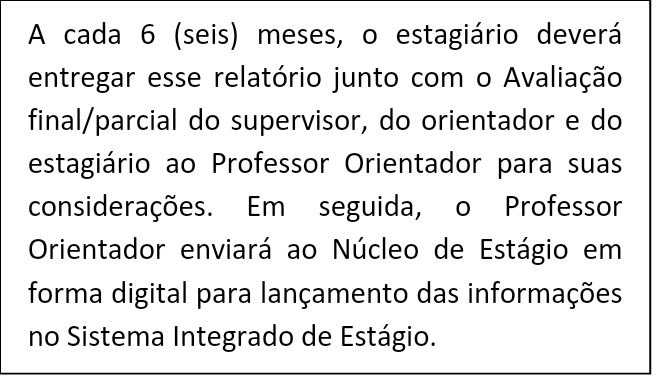 A cada 6 (seis) meses, o estagiário deverá
entregar esse relatório junto com o Avaliação
final/parcial do supervisor, do orientador e do
estagiário ao Professor Orientador para suas
considerações. Em seguida, o Professor
Orientador enviará ao Núcleo de Estágio em
forma digital para lançamento das informações
no Sistema Integrado de Estágio.